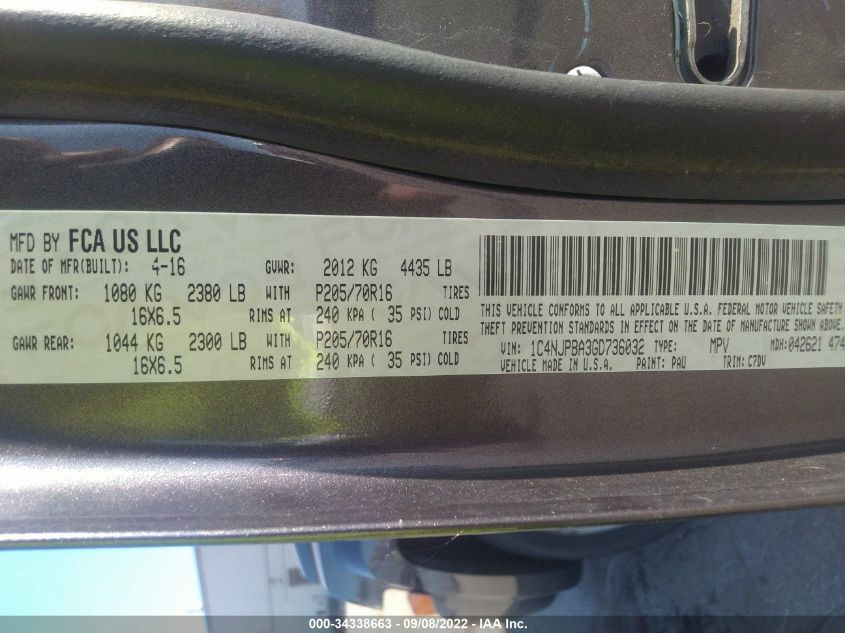 MFD BY FCA US LLC
DATE OF MFR(BUILT): 4-16 GVWR: 2012 KG 4435 LB
GAWR FRONT: 1080 KG 2380 LB WITH P205/70R16 TIRES
16X6.5 RIMS AT 240 KPA ( 35 PSI) COLD
GAWR REAR: 1044 KG 2300 LB WITH P205/70R16 TIRES
16X6.5 RIMS AT 240 KPA ( 35 PSI) COLD
THIS VEHICLE CONFORMS TO ALL APPLICABLE U.S.A. FEDERAL MOTOR VEHICLE SAFETY
THEFT PREVENTION STANDARDS IN EFFECT ON THE DATE OF MANUFACTURE SHOWN ABOVE.
VIN: 1C4NJPBA3GD736032 TYPE: MPV MDH: 042621 474
VEHICLE MADE IN U.S.A. PAINT: PAU TRIM: C7DV
000-34338663 - 09/08/2022 - IAA Inc.